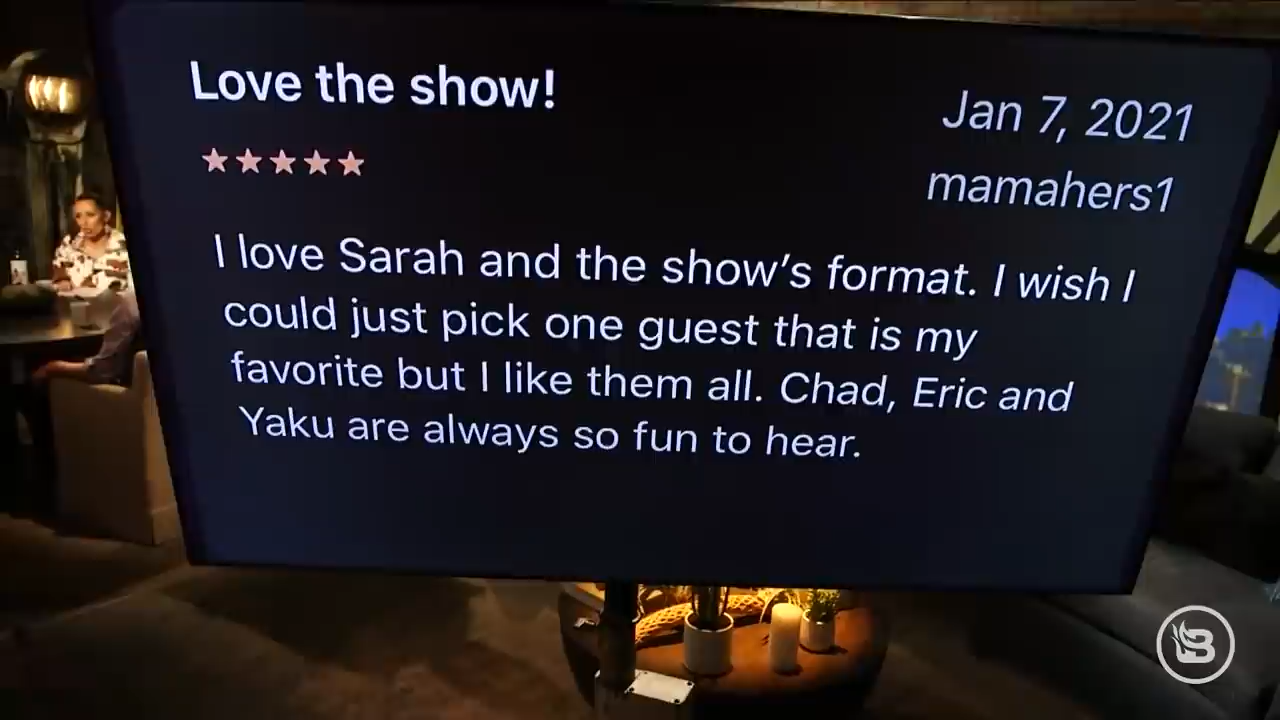 Love the show!
Jan 7, 2021
★★★★★
mamahers1
I love Sarah and the show's format. I wish I
could just pick one guest that is my
favorite but I like them all. Chad, Eric and
Yaku are always so fun to hear.
B